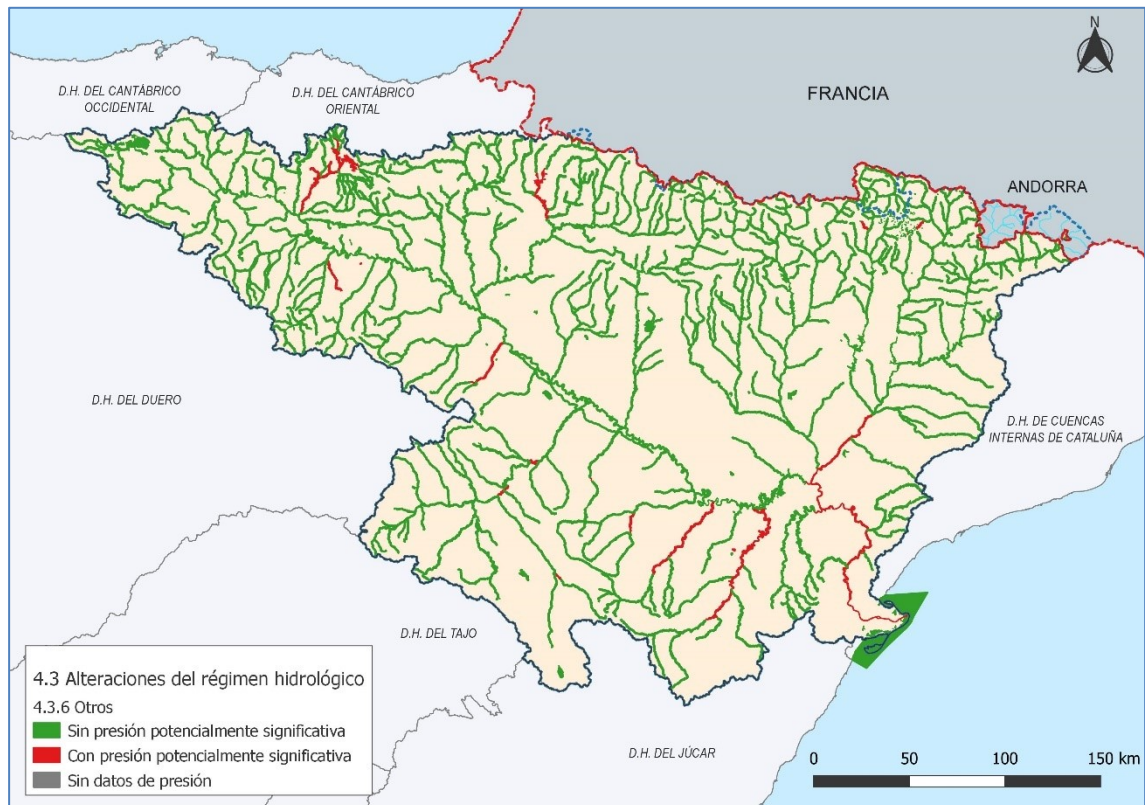 N
D.H. DEL CANTÁBRICO
OCCIDENTAL
D.H. DEL CANTÁBRICO
ORIENTAL
FRANCIA
ANDORRA
D.H. DEL DUERO
D.H. DE CUENCAS
INTERNAS DE CATALUÑA
D.H. DEL TAJO
D.H. DEL JÚCAR
4.3 Alteraciones del régimen hidrológico
4.3.6 Otros
Sin presión potencialmente significativa
Con presión potencialmente significativa
Sin datos de presión
0 50 100 150 km